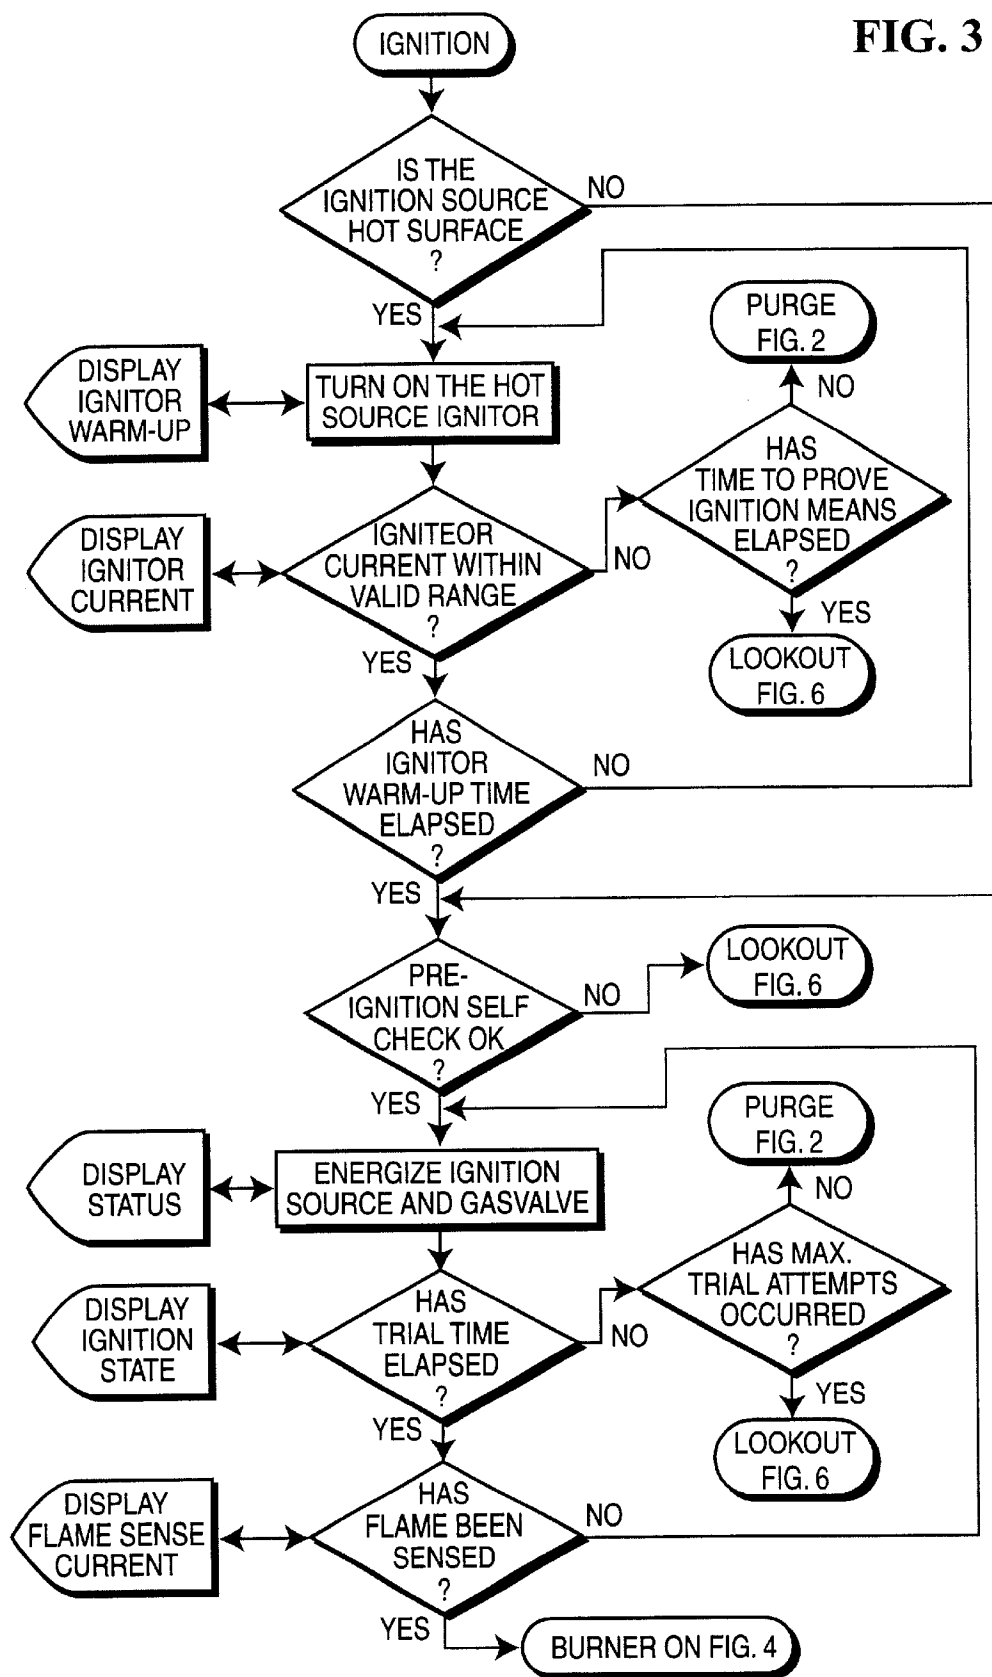 FIG. 3
IGNITION
IS THE
IGNITION SOURCE
HOT SURFACE
?
NO
YES
PURGE
FIG. 2
DISPLAY
IGNITOR
WARM-UP
TURN ON THE HOT
SOURCE IGNITOR
NO
HAS
TIME TO PROVE
IGNITION MEANS
ELAPSED
?
DISPLAY
IGNITOR
CURRENT
IGNITEOR
CURRENT WITHIN
VALID RANGE
?
NO
YES
YES
LOOKOUT
FIG. 6
HAS
IGNITOR
WARM-UP TIME
ELAPSED
?
NO
YES
PRE-
IGNITION SELF
CHECK OK
?
NO
LOOKOUT
FIG. 6
YES
PURGE
FIG. 2
DISPLAY
STATUS
ENERGIZE IGNITION
SOURCE AND GASVALVE
NO
HAS MAX.
TRIAL ATTEMPTS
OCCURRED
?
DISPLAY
IGNITION
STATE
HAS
TRIAL TIME
ELAPSED
?
NO
YES
YES
LOOKOUT
FIG. 6
DISPLAY
FLAME SENSE
CURRENT
HAS
FLAME BEEN
SENSED
?
NO
YES
BURNER ON FIG. 4